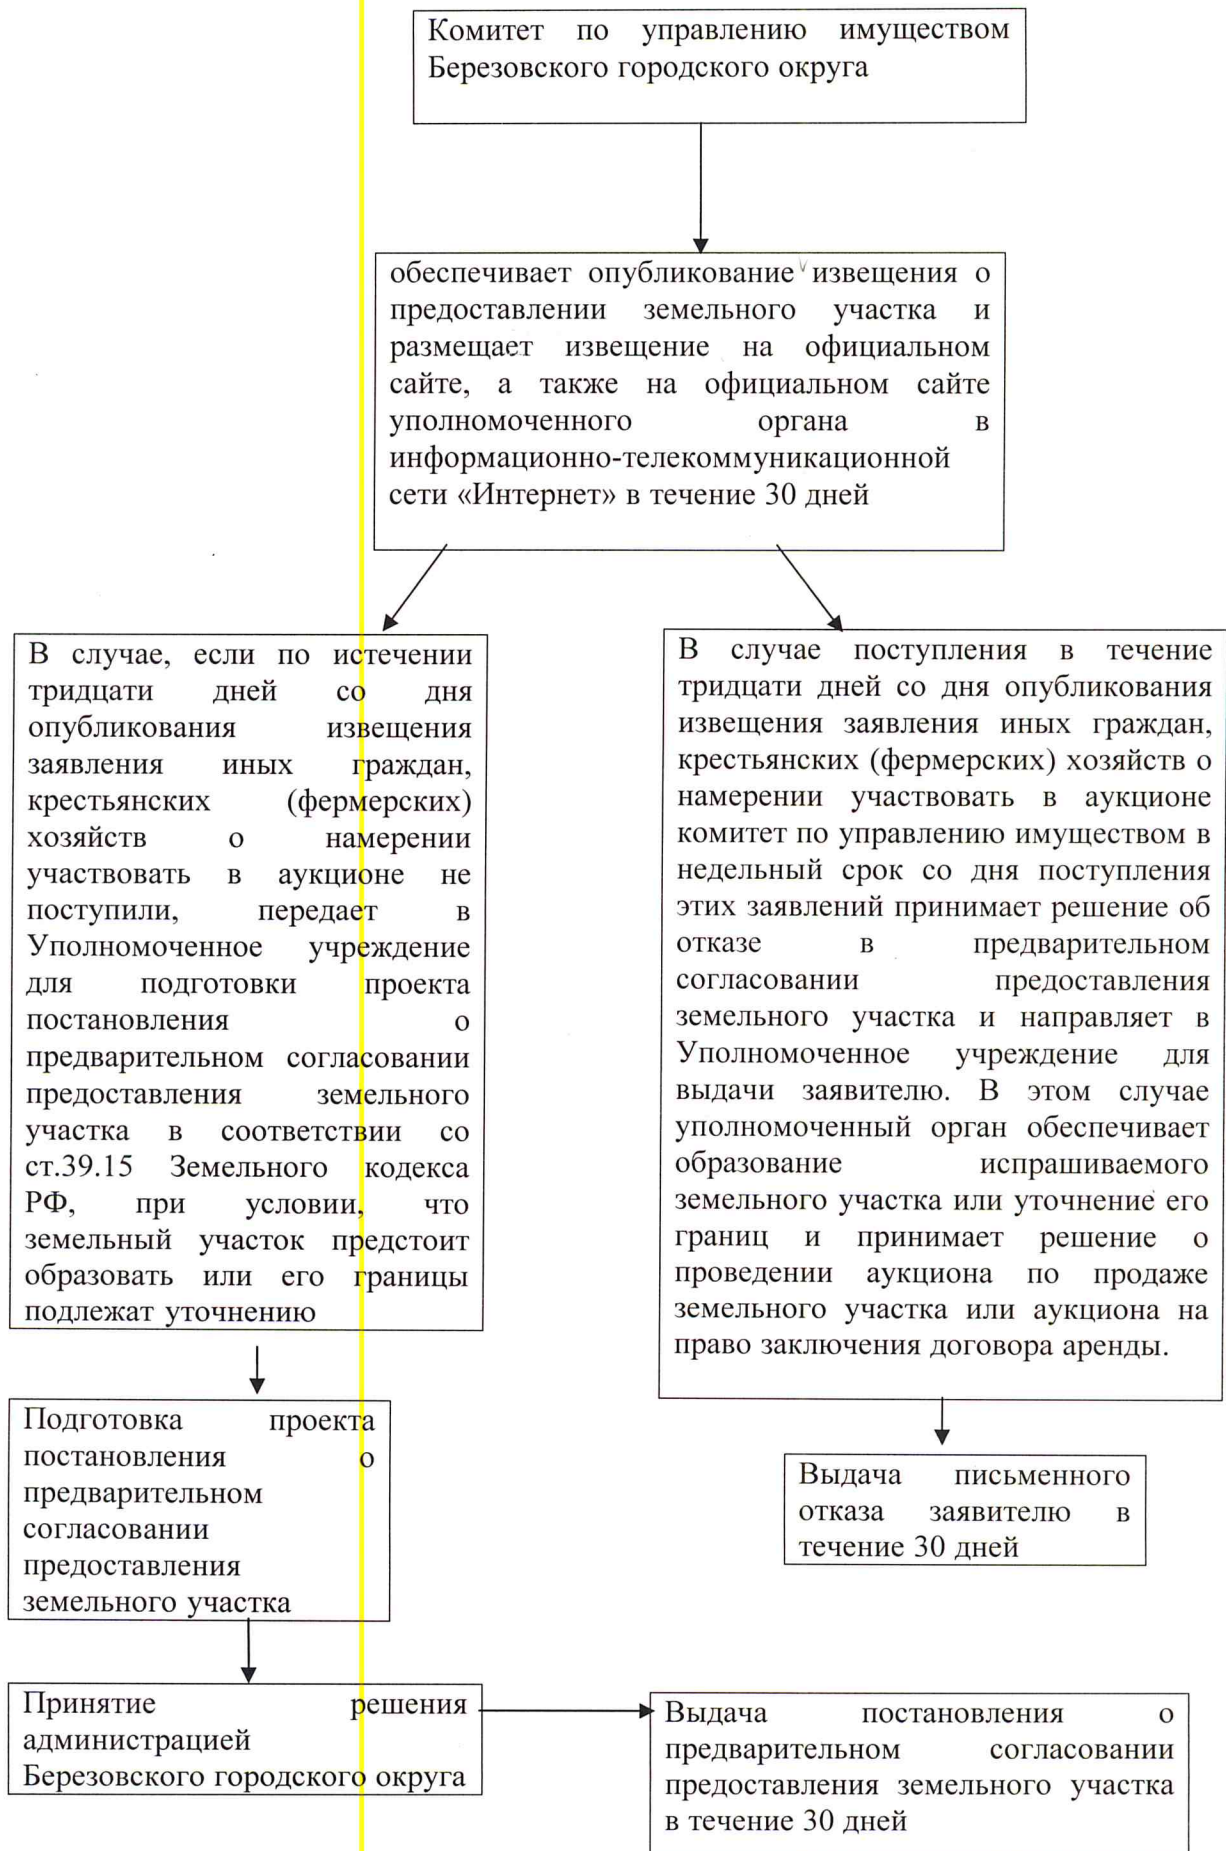 Комитет по управлению имуществом
Березовского городского округа
обеспечивает опубликование извещения о
предоставлении земельного участка и
размещает извещение на официальном
сайте, а также на официальном сайте
уполномоченного органа в
информационно-телекоммуникационной
сети «Интернет» в течение 30 дней
В случае, если по истечении
тридцати дней со дня
опубликования извещения
заявления иных граждан,
крестьянских (фермерских)
хозяйств о намерении
участвовать в аукционе не
поступили, передает в
Уполномоченное учреждение
для подготовки проекта
постановления о
предварительном согласовании
предоставления земельного
участка в соответствии со
ст.39.15 Земельного кодекса
РФ, при условии, что
земельный участок предстоит
образовать или его границы
подлежат уточнению
В случае поступления в течение
тридцати дней со дня опубликования
извещения заявления иных граждан,
крестьянских (фермерских) хозяйств о
намерении участвовать в аукционе
комитет по управлению имуществом в
недельный срок со дня поступления
этих заявлений принимает решение об
отказе в предварительном
согласовании предоставления
земельного участка и направляет в
Уполномоченное учреждение для
выдачи заявителю. В этом случае
уполномоченный орган обеспечивает
образование испрашиваемого
земельного участка или уточнение его
границ и принимает решение о
проведении аукциона по продаже
земельного участка или аукциона на
право заключения договора аренды.
Подготовка проекта
постановления о
предварительном
согласовании
предоставления
земельного участка
Выдача письменного
отказа заявителю в
течение 30 дней
Принятие решения
администрацией
Березовского городского округа
Выдача постановления о
предварительном согласовании
предоставления земельного участка
в течение 30 дней